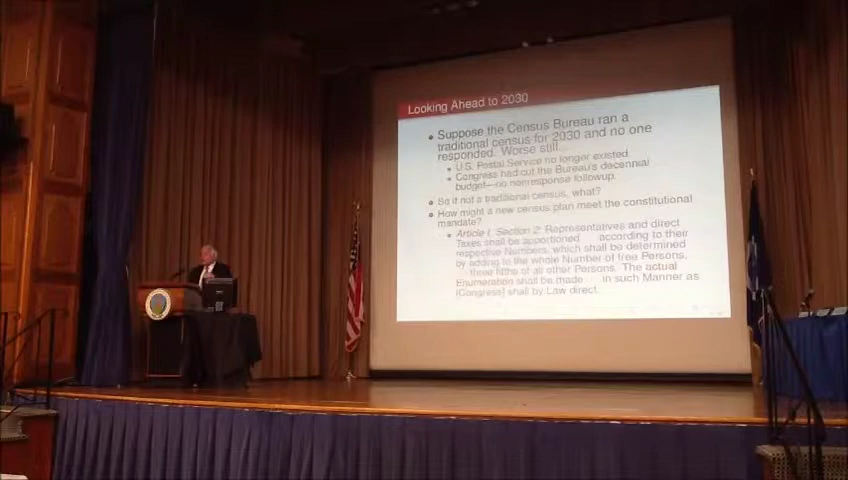 Looking Ahead to 2030
Suppose the Census Bureau ran a
traditional census for 2030 and no one
responded. Worse still...
U.S. Postal Service no longer existed
Congress had cut the Bureau's decennial
budget—no nonresponse followup.
So if not a traditional census, what?
How might a new census plan meet the constitutional
mandate?
Article I, Section 2: Representatives and direct
Taxes shall be apportioned according to their
respective Numbers, which shall be determined
by adding to the whole Number of free Persons,
three fifths of all other Persons. The actual
Enumeration shall be made in such Manner as
[Congress] shall by Law direct.